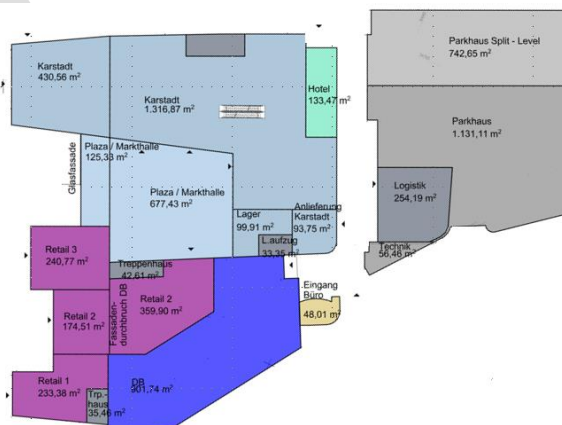 Karstadt
430,56 m²
Karstadt
1.316,87 m²
Hotel
133,47 m²
Parkhaus Split - Level
742,65 m²
Parkhaus
1.131,11 m²
Glasfassade
Plaza / Markthalle
125,33 m²
Plaza / Markthalle
677,43 m²
Lager
99,91 m²
Anlieferung
Karstadt
93,75 m²
L.aufzug
33,35 m²
Logistik
254,19 m²
Technik
56,46 m²
Retail 3
240,77 m²
Treppenhaus
42,61 m²
Retail 2
174,51 m²
Fassaden-
durchbruch DB
Retail 2
359,90 m²
Eingang
Büro
48,01 m²
Retail 1
233,38 m²
Trp.-
haus
35,46 m²
DB
901,74 m²